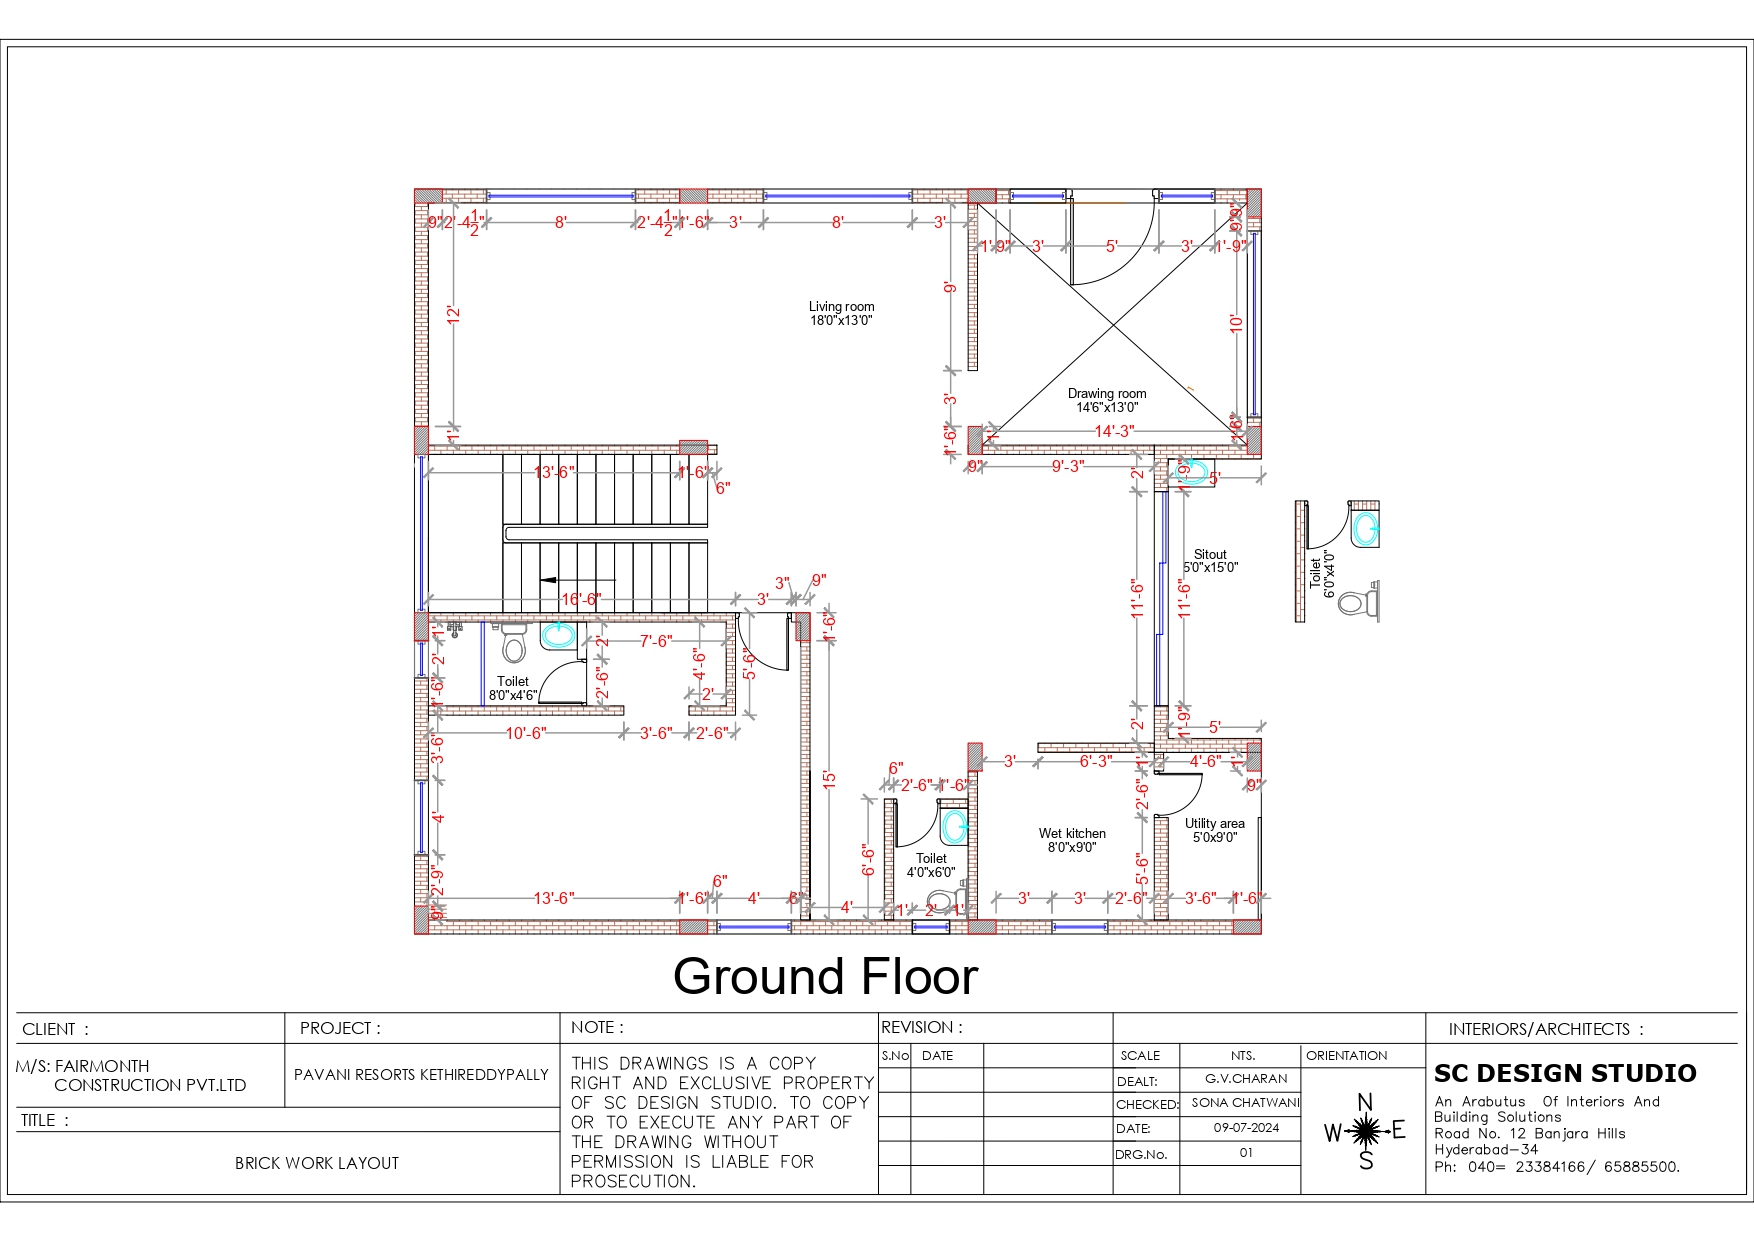 9" 2'-4 1/2" 8' 2'-4 1/2" 1'-6" 3' 8' 3'
1'-9" 3' 5' 3' 1'-9"
9" 9"
12'
1'
9'
3'
1'-6"
10'
1'-6"
Living room
18'0"x13'0"
Drawing room
14'6"x13'0"
1'
14'-3"
13'-6" 1'-6"
6"
9" 9'-3"
2'
1'-9"
5'
Sitout
5'0"x15'0"
11'-6"
11'-6"
Toilet
6'0"x4'0"
16'-6" 3' 3" 9"
1'-6"
1'
2'
1'-6"
2'
2'-6"
7'-6"
4'-6"
2'
5'-6"
Toilet
8'0"x4'6"
10'-6" 3'-6" 2'-6"
3'-6"
4'
2'-9"
9"
15'
2'
1'-9"
5'
3' 6'-3" 1' 4'-6" 1'
9"
6"
2'-6" 1'-6"
2'-6"
6'-6"
5'-6"
Toilet
4'0"x6'0"
Wet kitchen
8'0"x9'0"
Utility area
5'0x9'0"
13'-6" 1'-6" 6" 4' 6" 4' 1' 2' 1' 3' 3' 2'-6" 3'-6" 1'-6"
Ground Floor
CLIENT :
M/S: FAIRMONTH
CONSTRUCTION PVT.LTD
PROJECT :
PAVANI RESORTS KETHIREDDYPALLY
TITLE :
BRICK WORK LAYOUT
NOTE :
THIS DRAWINGS IS A COPY
RIGHT AND EXCLUSIVE PROPERTY
OF SC DESIGN STUDIO. TO COPY
OR TO EXECUTE ANY PART OF
THE DRAWING WITHOUT
PERMISSION IS LIABLE FOR
PROSECUTION.
REVISION :
S.No DATE
SCALE NTS.
DEALT: G.V.CHARAN
CHECKED: SONA CHATWANI
DATE: 09-07-2024
DRG.No. 01
ORIENTATION
N
W E
S
INTERIORS/ARCHITECTS :
SC DESIGN STUDIO
An Arabutus Of Interiors And
Building Solutions
Road No. 12 Banjara Hills
Hyderabad-34
Ph: 040= 23384166/ 65885500.